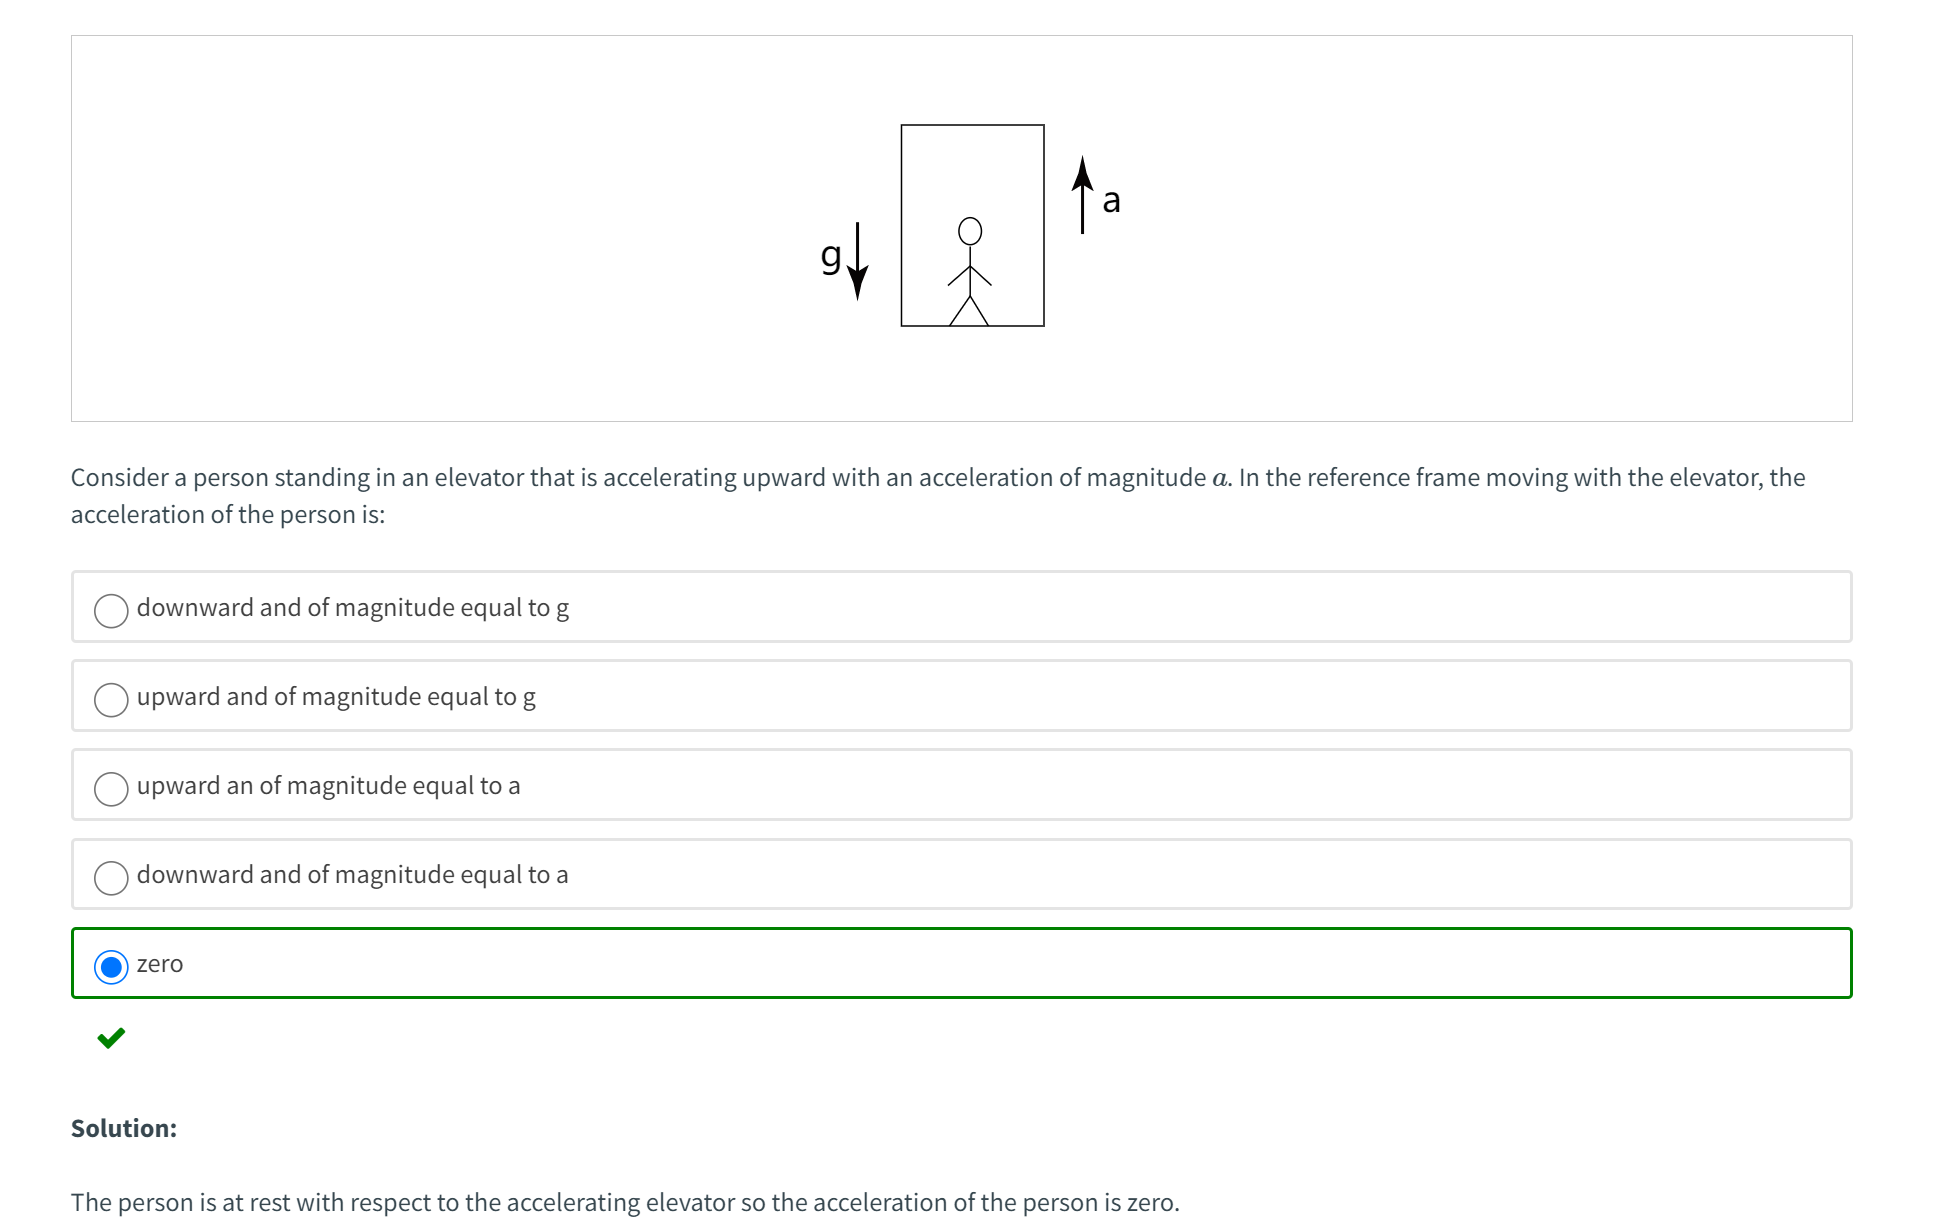 a
g
Consider a person standing in an elevator that is accelerating upward with an acceleration of magnitude a. In the reference frame moving with the elevator, the
acceleration of the person is:
downward and of magnitude equal to g
upward and of magnitude equal to g
upward an of magnitude equal to a
downward and of magnitude equal to a
zero
Solution:
The person is at rest with respect to the accelerating elevator so the acceleration of the person is zero.